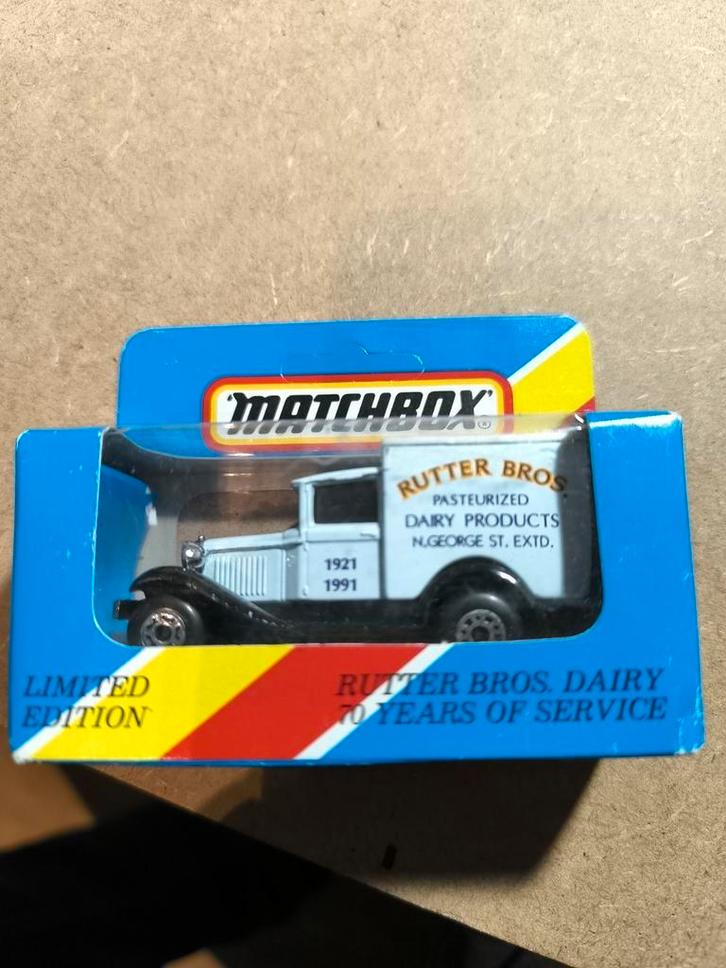 'MATCHBOX'®
RUTTER BROS.
PASTEURIZED
DAIRY PRODUCTS
N.GEORGE ST. EXTD.
1921
1991
LIMITED
EDITION
RUTTER BROS. DAIRY
70 YEARS OF SERVICE